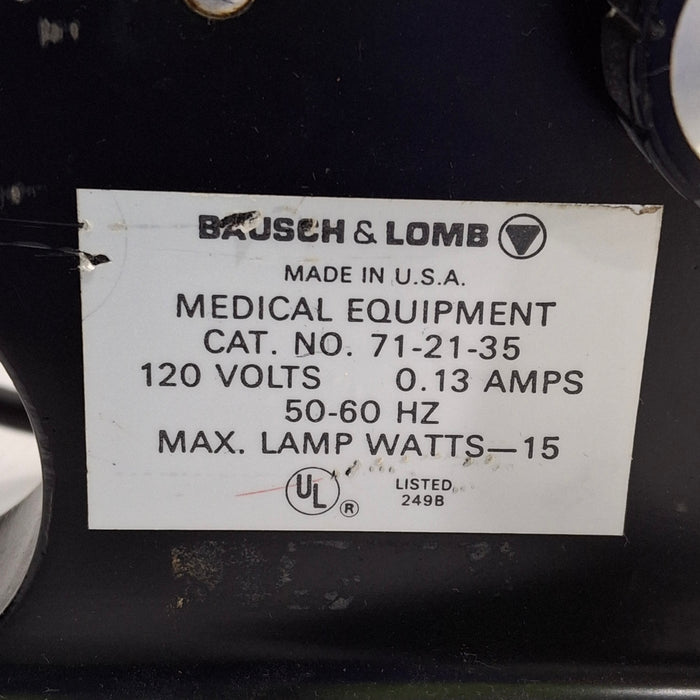 BAUSCH & LOMB
MADE IN U.S.A.
MEDICAL EQUIPMENT
CAT. NO. 71-21-35
120 VOLTS 0.13 AMPS
50-60 HZ
MAX. LAMP WATTS—15
UL ® LISTED
249B